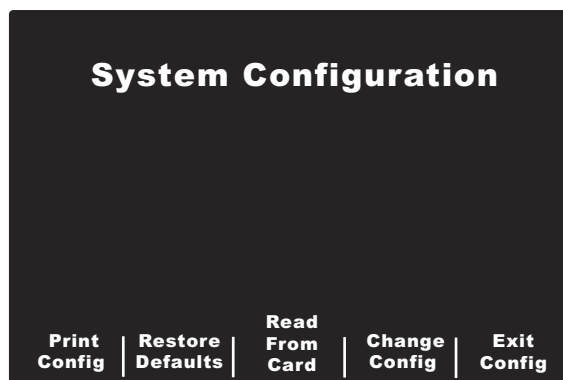 System Configuration
Print
Config
Restore
Defaults
Read
From
Card
Change
Config
Exit
Config